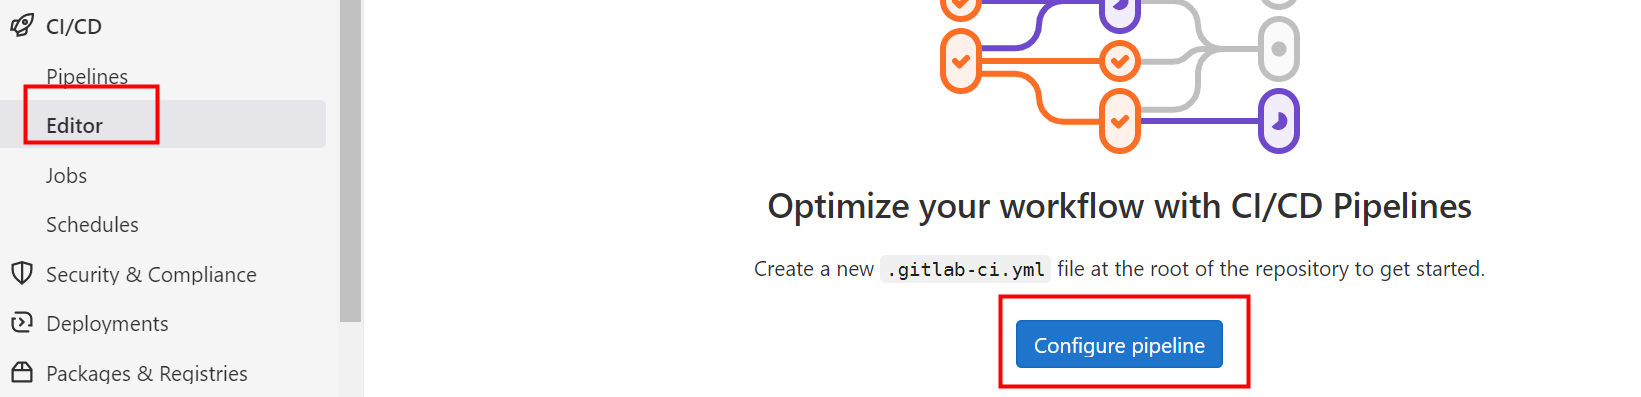 CI/CD
Pipelines
Editor
Jobs
Schedules
Security & Compliance
Deployments
Packages & Registries
Optimize your workflow with CI/CD Pipelines
Create a new .gitlab-ci.yml file at the root of the repository to get started.
Configure pipeline